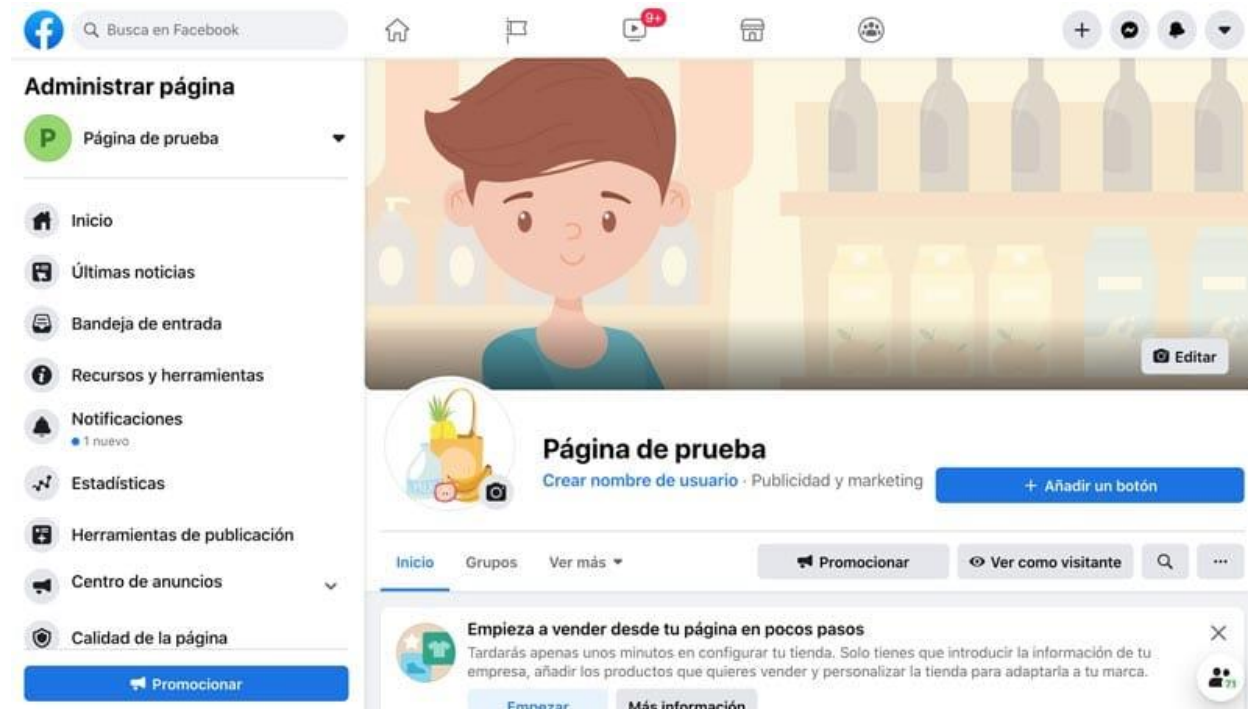 Busca en Facebook
9+
Administrar página
P
Página de prueba
Inicio
Últimas noticias
Bandeja de entrada
Recursos y herramientas
Notificaciones
1 nuevo
Estadísticas
Herramientas de publicación
Centro de anuncios
Calidad de la página
Promocionar
Editar
Página de prueba
Crear nombre de usuario · Publicidad y marketing
+ Añadir un botón
Inicio Grupos Ver más
Promocionar
Ver como visitante
Empieza a vender desde tu página en pocos pasos
Tardarás apenas unos minutos en configurar tu tienda. Solo tienes que introducir la información de tu
empresa, añadir los productos que quieres vender y personalizar la tienda para adaptarla a tu marca.
71
Empezar Más información